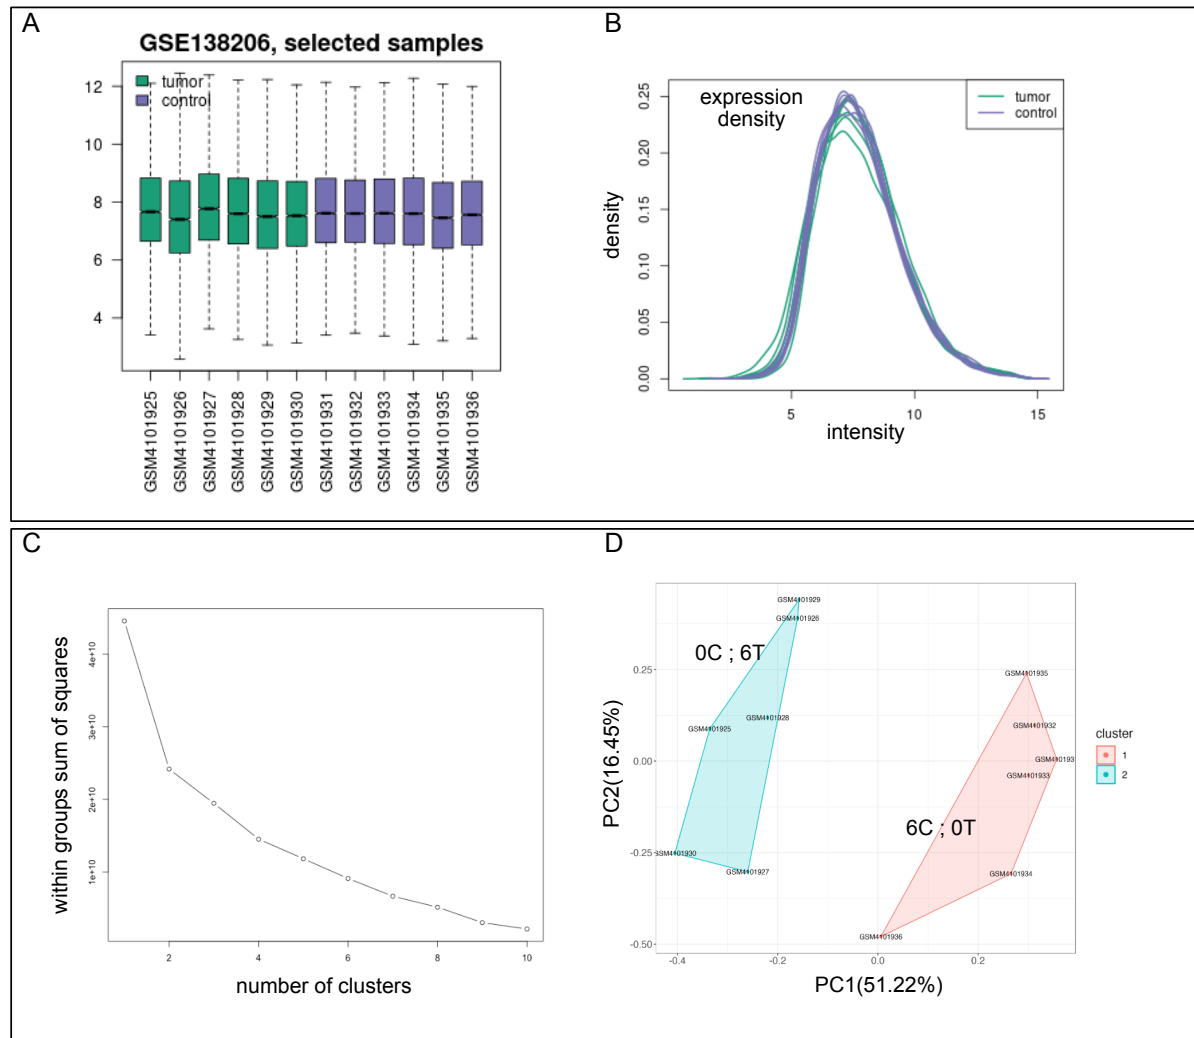 A
GSE138206, selected samples
tumor
control
12
10
8
6
4
GSM4101925
GSM4101926
GSM4101927
GSM4101928
GSM4101929
GSM4101930
GSM4101931
GSM4101932
GSM4101933
GSM4101934
GSM4101935
GSM4101936
B
expression
density
tumor
control
density
0.25
0.20
0.15
0.10
0.05
0.00
5
10
15
intensity
C
within groups sum of squares
4e+10
3e+10
2e+10
1e+10
2
4
6
8
10
number of clusters
D
PC2(16.45%)
0.25
0.00
-0.25
-0.50
GSM4101929
GSM4101926
0C ; 6T
GSM4101935
GSM4101928
GSM4101925
GSM4101932
GSM410193
GSM4101933
6C ; 0T
GSM4101930
GSM4101927
GSM4101934
GSM4101936
-0.4
-0.2
0.0
0.2
PC1(51.22%)
cluster
1
2